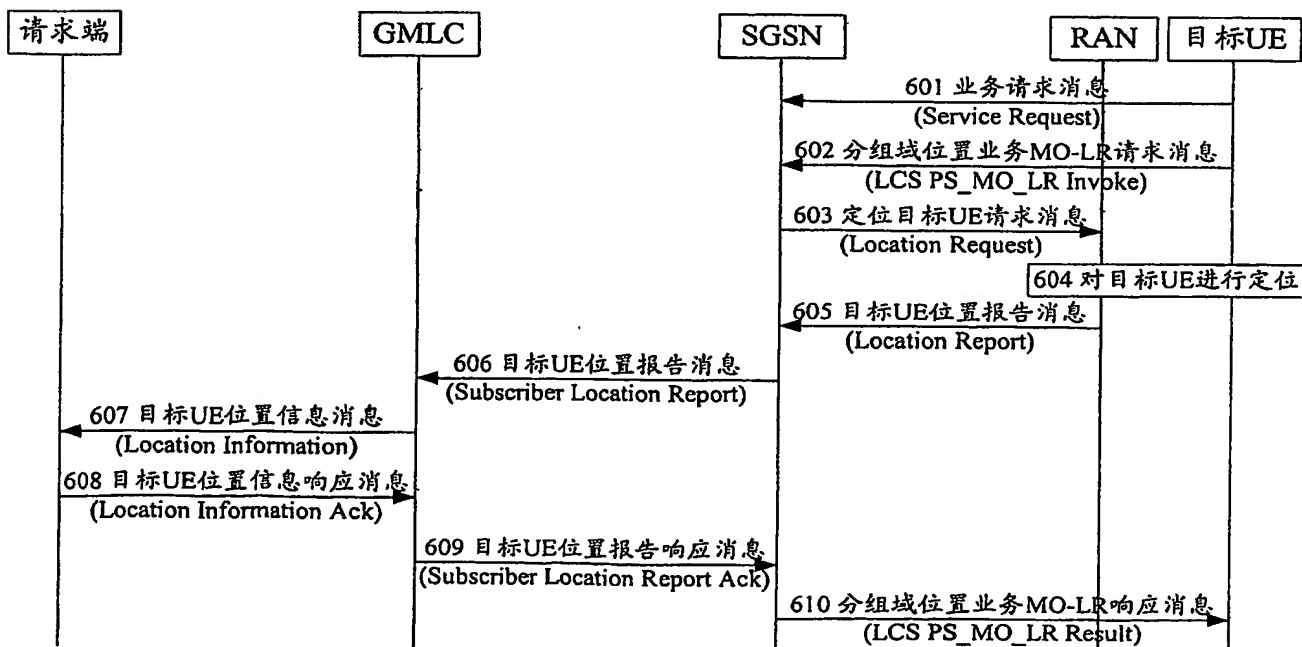 请求端
GMLC
SGSN
RAN
目标UE
601 业务请求消息
(Service Request)
602 分组域位置业务MO-LR请求消息
(LCS PS_MO_LR Invoke)
603 定位目标UE请求消息
(Location Request)
604 对目标UE进行定位
605 目标UE位置报告消息
(Location Report)
606 目标UE位置报告消息
(Subscriber Location Report)
607 目标UE位置信息消息
(Location Information)
608 目标UE位置信息响应消息
(Location Information Ack)
609 目标UE位置报告响应消息
(Subscriber Location Report Ack)
610 分组域位置业务MO-LR响应消息
(LCS PS_MO_LR Result)